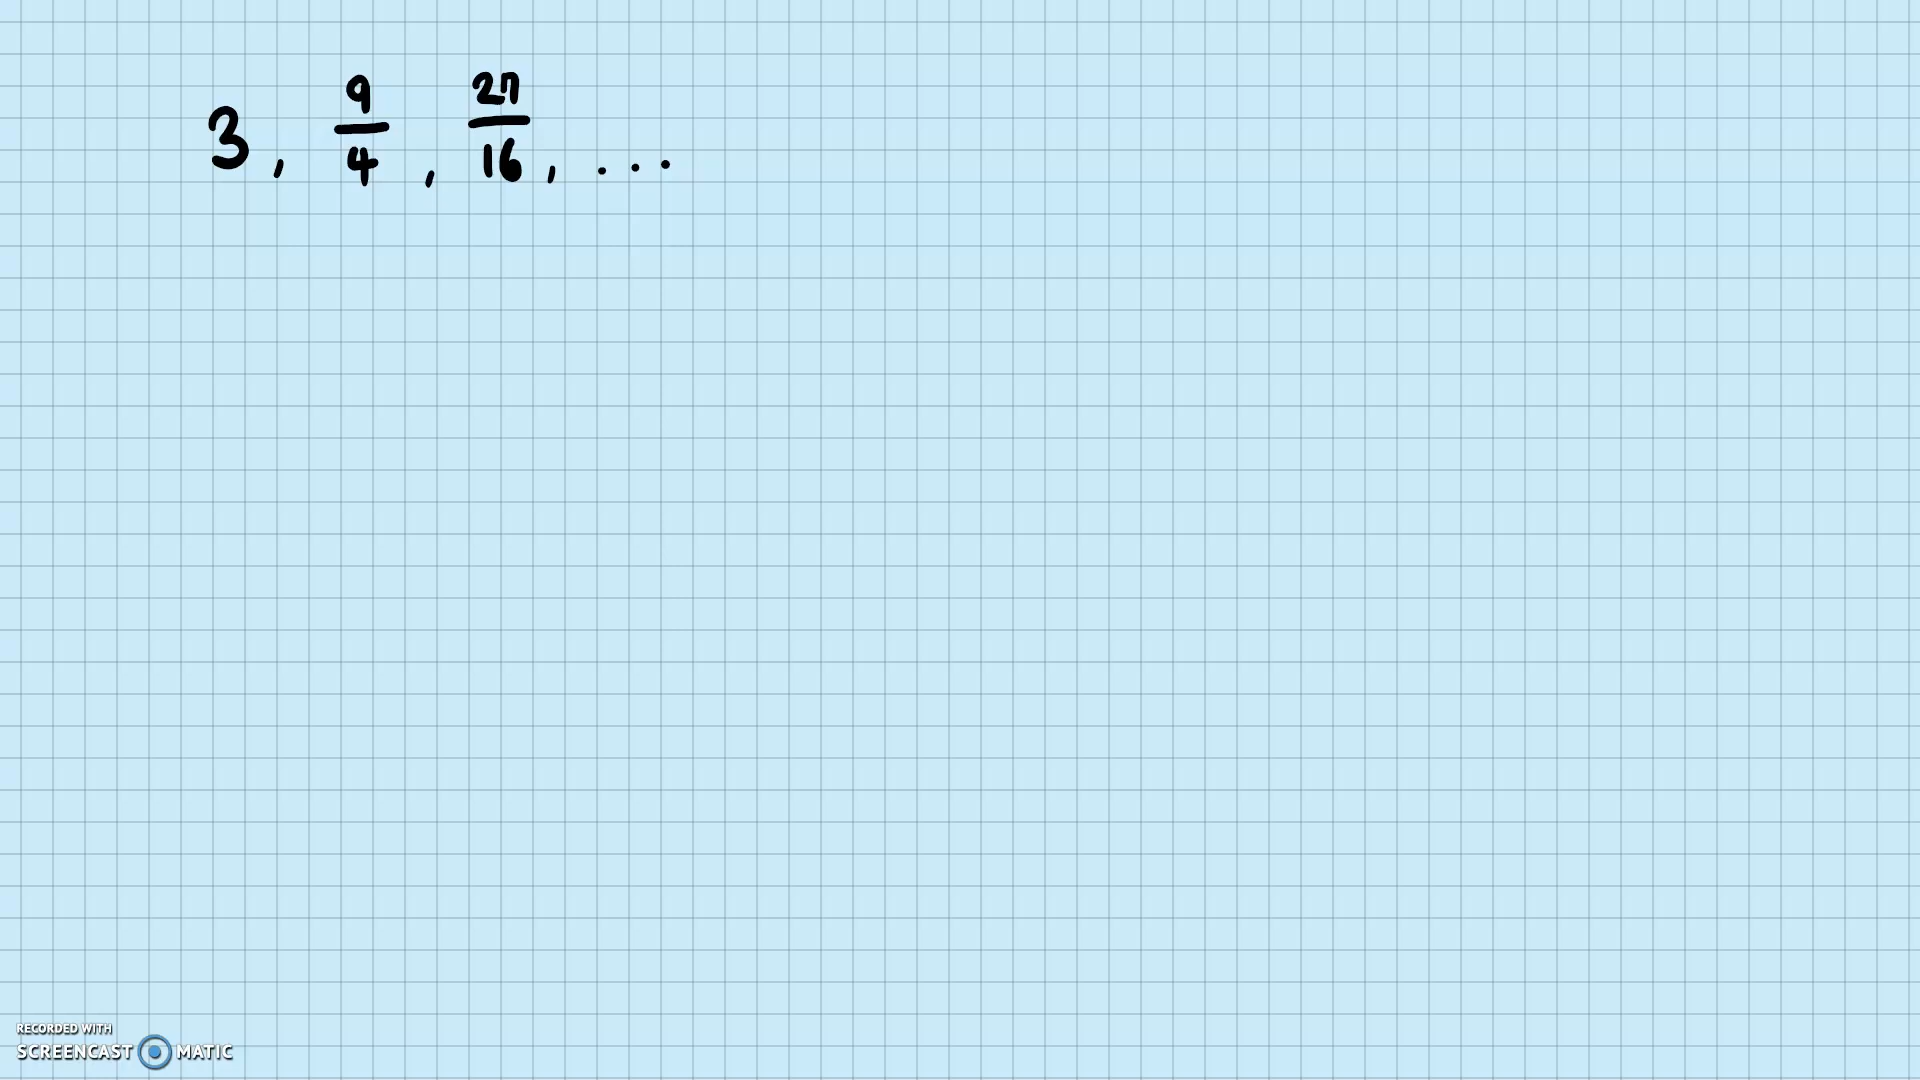 3, 9/4, 27/16, ...
RECORDED WITH
SCREENCAST MATIC